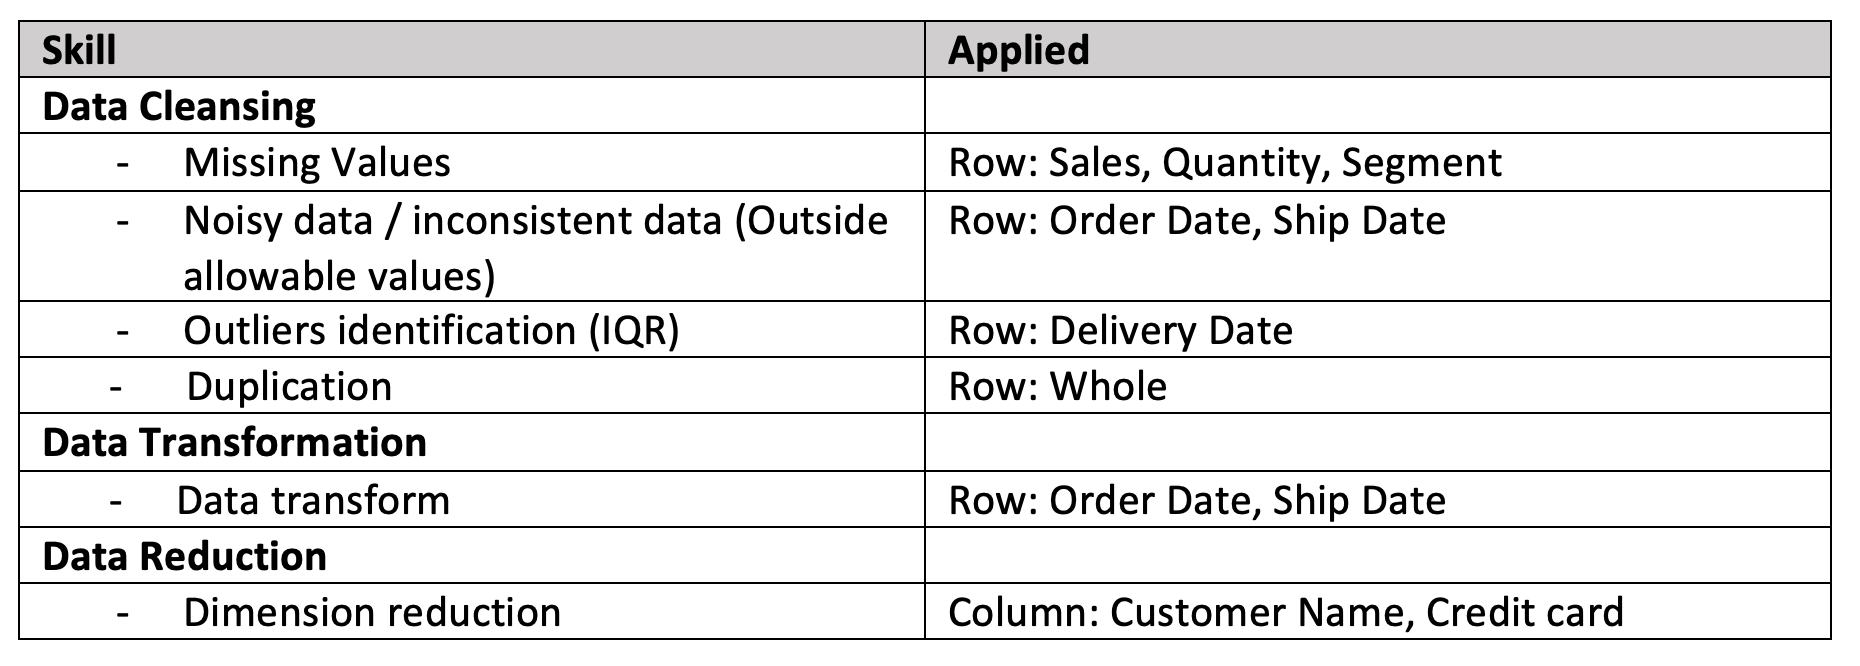 Skill Applied
Data Cleansing
- Missing Values Row: Sales, Quantity, Segment
- Noisy data / inconsistent data (Outside Row: Order Date, Ship Date
allowable values)
- Outliers identification (IQR) Row: Delivery Date
- Duplication Row: Whole
Data Transformation
- Data transform Row: Order Date, Ship Date
Data Reduction
- Dimension reduction Column: Customer Name, Credit card